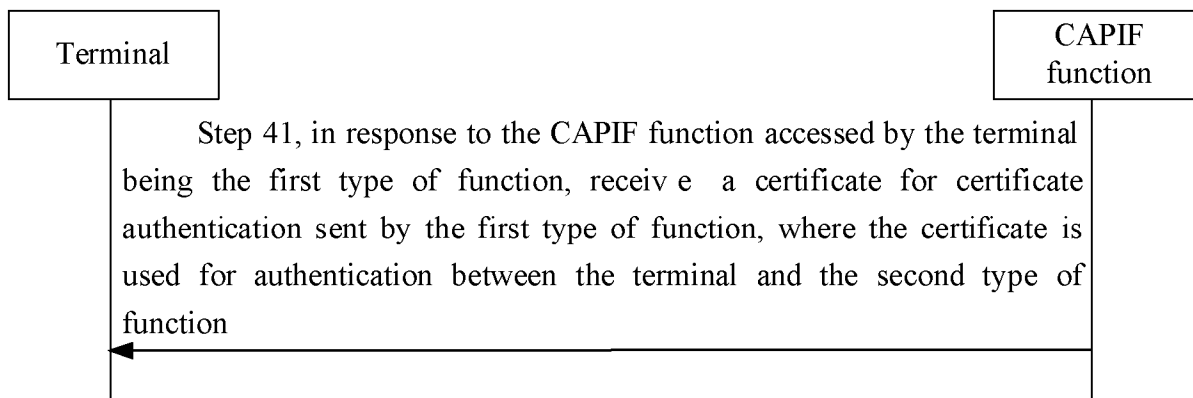 Terminal
CAPIF
function
Step 41, in response to the CAPIF function accessed by the terminal
being the first type of function, receiv e a certificate for certificate
authentication sent by the first type of function, where the certificate is
used for authentication between the terminal and the second type of
function